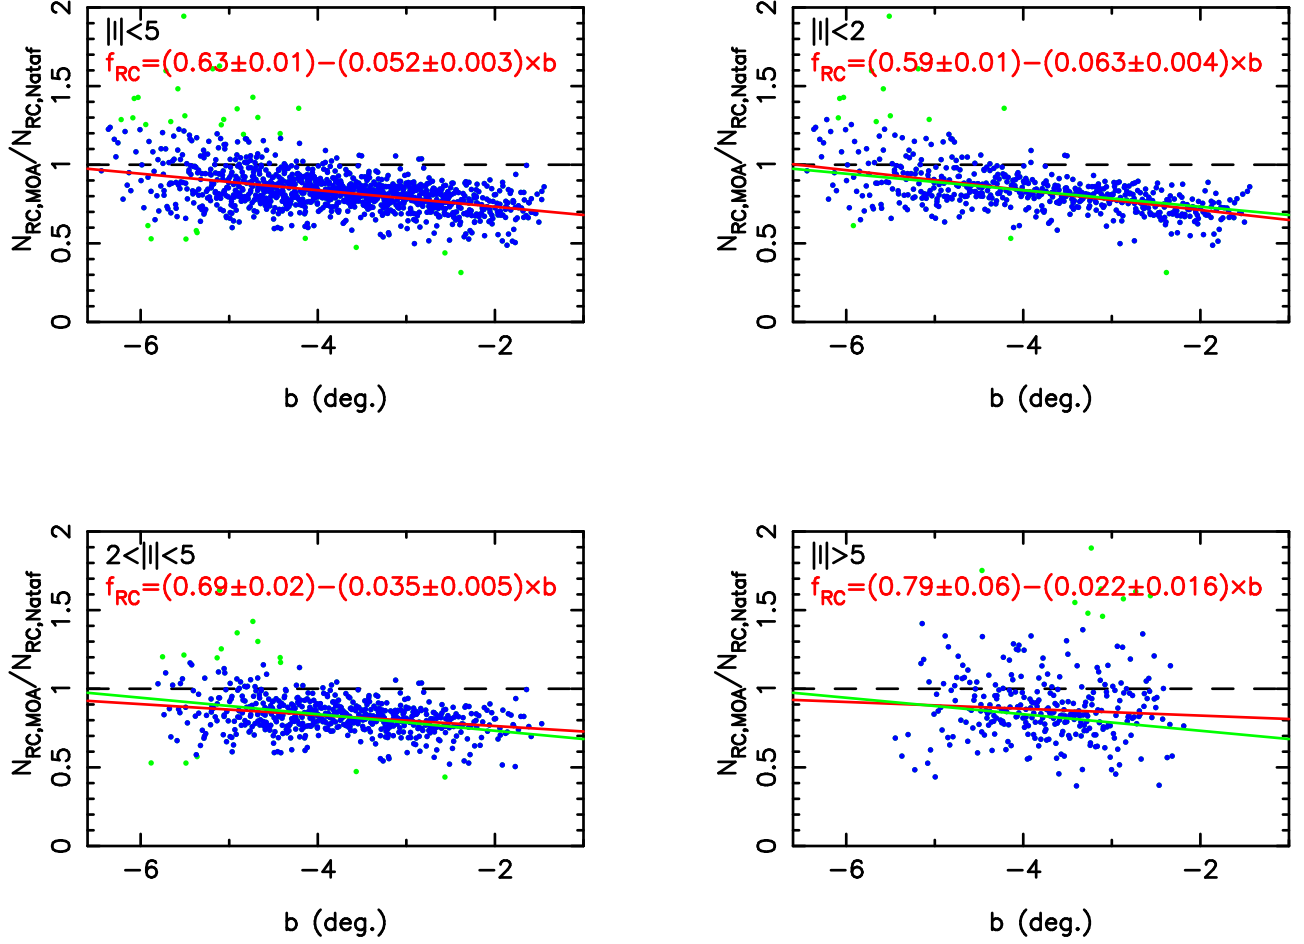 2
|l|<5
f_RC=(0.63±0.01)−(0.052±0.003)×b
1.5
1
0.5
0
N_RC,MOA/N_RC,Nataf
−6 −4 −2
b (deg.)
2
|l|<2
f_RC=(0.59±0.01)−(0.063±0.004)×b
1.5
1
0.5
0
N_RC,MOA/N_RC,Nataf
−6 −4 −2
b (deg.)
2
2<|l|<5
f_RC=(0.69±0.02)−(0.035±0.005)×b
1.5
1
0.5
0
N_RC,MOA/N_RC,Nataf
−6 −4 −2
b (deg.)
2
|l|>5
f_RC=(0.79±0.06)−(0.022±0.016)×b
1.5
1
0.5
0
N_RC,MOA/N_RC,Nataf
−6 −4 −2
b (deg.)